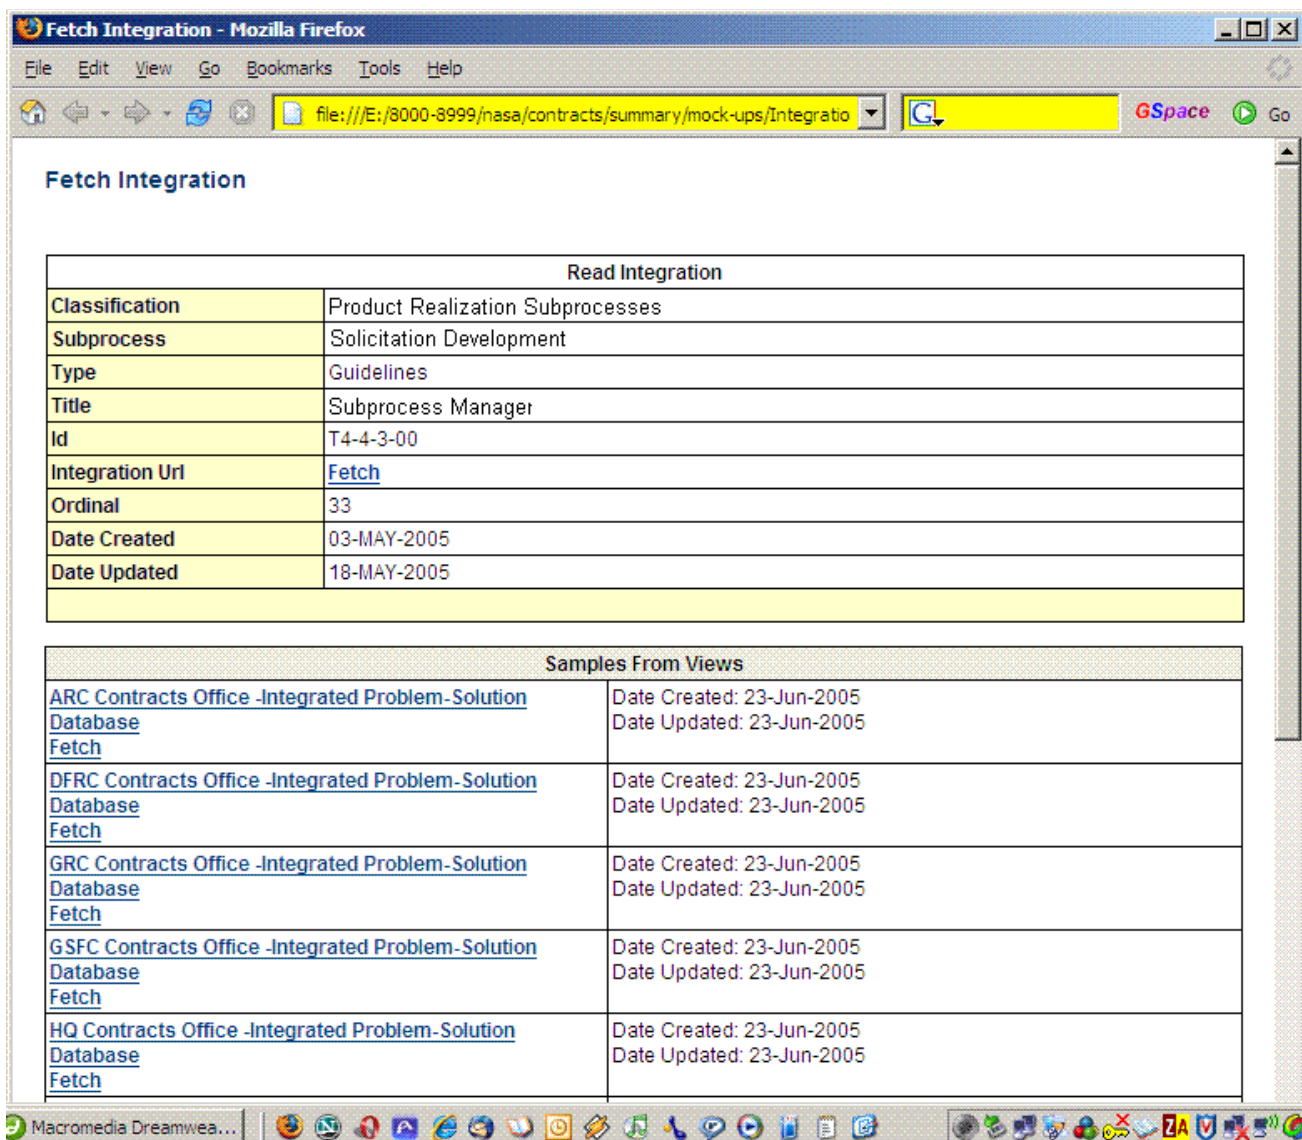 Fetch Integration - Mozilla Firefox
File Edit View Go Bookmarks Tools Help
file:///E:/8000-8999/nasa/contracts/summary/mock-ups/Integratio G GSpace Go
Fetch Integration
Read Integration
Classification Product Realization Subprocesses
Subprocess Solicitation Development
Type Guidelines
Title Subprocess Manager
Id T4-4-3-00
Integration Url Fetch
Ordinal 33
Date Created 03-MAY-2005
Date Updated 18-MAY-2005
Samples From Views
ARC Contracts Office -Integrated Problem-Solution Date Created: 23-Jun-2005
Database Date Updated: 23-Jun-2005
Fetch
DFRC Contracts Office -Integrated Problem-Solution Date Created: 23-Jun-2005
Database Date Updated: 23-Jun-2005
Fetch
GRC Contracts Office -Integrated Problem-Solution Date Created: 23-Jun-2005
Database Date Updated: 23-Jun-2005
Fetch
GSFC Contracts Office -Integrated Problem-Solution Date Created: 23-Jun-2005
Database Date Updated: 23-Jun-2005
Fetch
HQ Contracts Office -Integrated Problem-Solution Date Created: 23-Jun-2005
Database Date Updated: 23-Jun-2005
Fetch
Macromedia Dreamwea... ZA